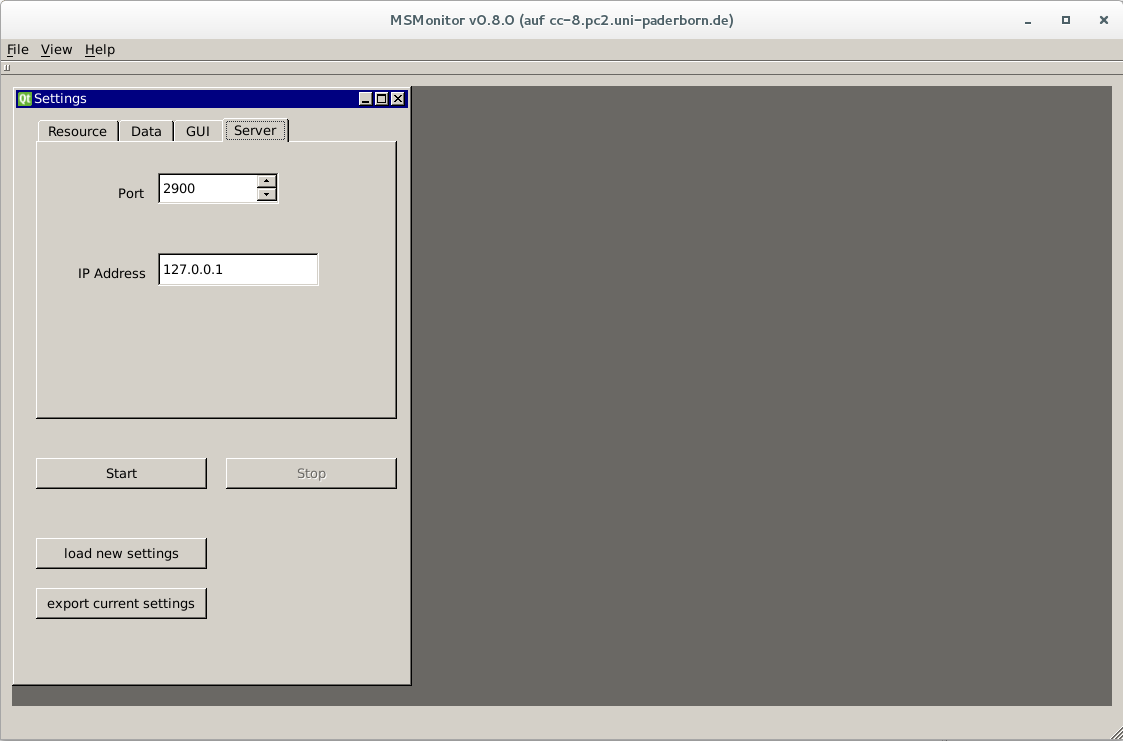 MSMonitor v0.8.0 (auf cc-8.pc2.uni-paderborn.de)
File View Help
Qt Settings
Resource Data GUI Server
Port 2900
IP Address 127.0.0.1
Start Stop
load new settings
export current settings